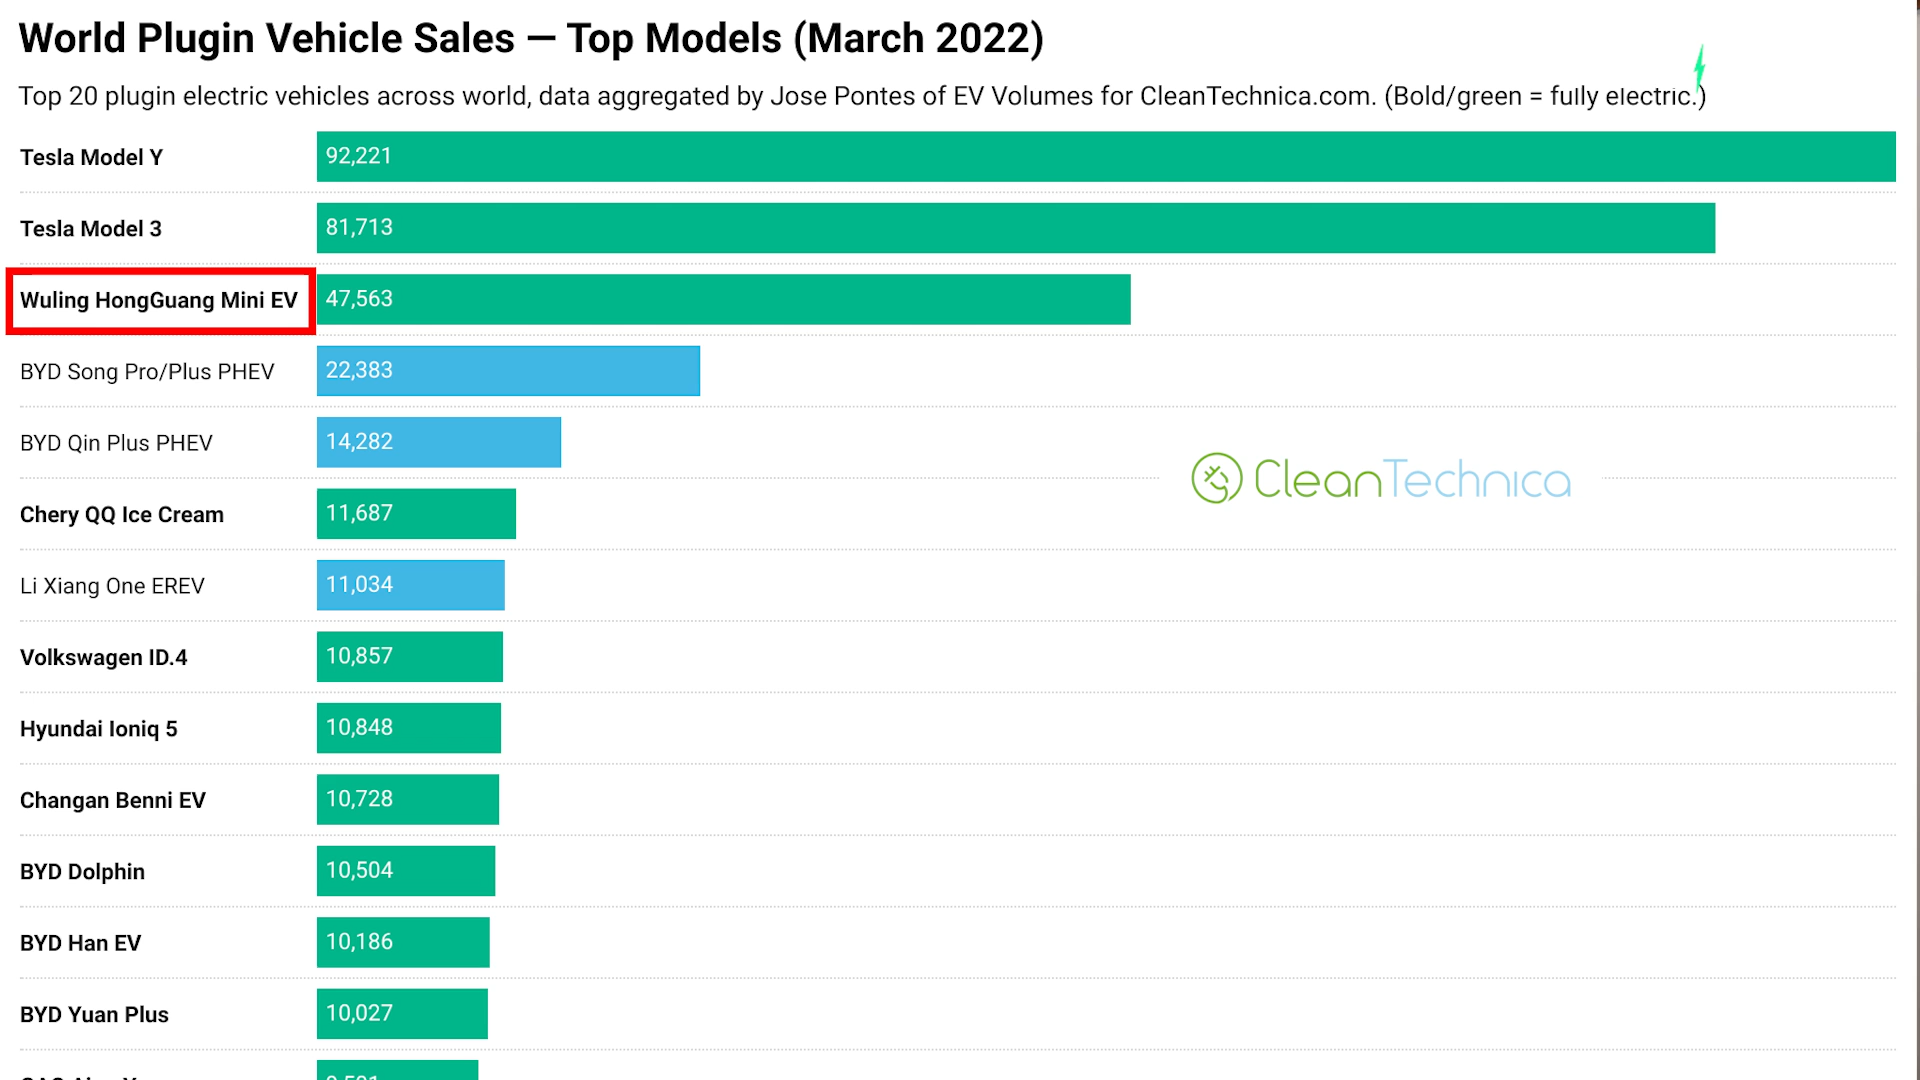 World Plugin Vehicle Sales — Top Models (March 2022)
Top 20 plugin electric vehicles across world, data aggregated by Jose Pontes of EV Volumes for CleanTechnica.com. (Bold/green = fully electric.)
Tesla Model Y 92,221
Tesla Model 3 81,713
Wuling HongGuang Mini EV 47,563
BYD Song Pro/Plus PHEV 22,383
BYD Qin Plus PHEV 14,282
CleanTechnica
Chery QQ Ice Cream 11,687
Li Xiang One EREV 11,034
Volkswagen ID.4 10,857
Hyundai Ioniq 5 10,848
Changan Benni EV 10,728
BYD Dolphin 10,504
BYD Han EV 10,186
BYD Yuan Plus 10,027